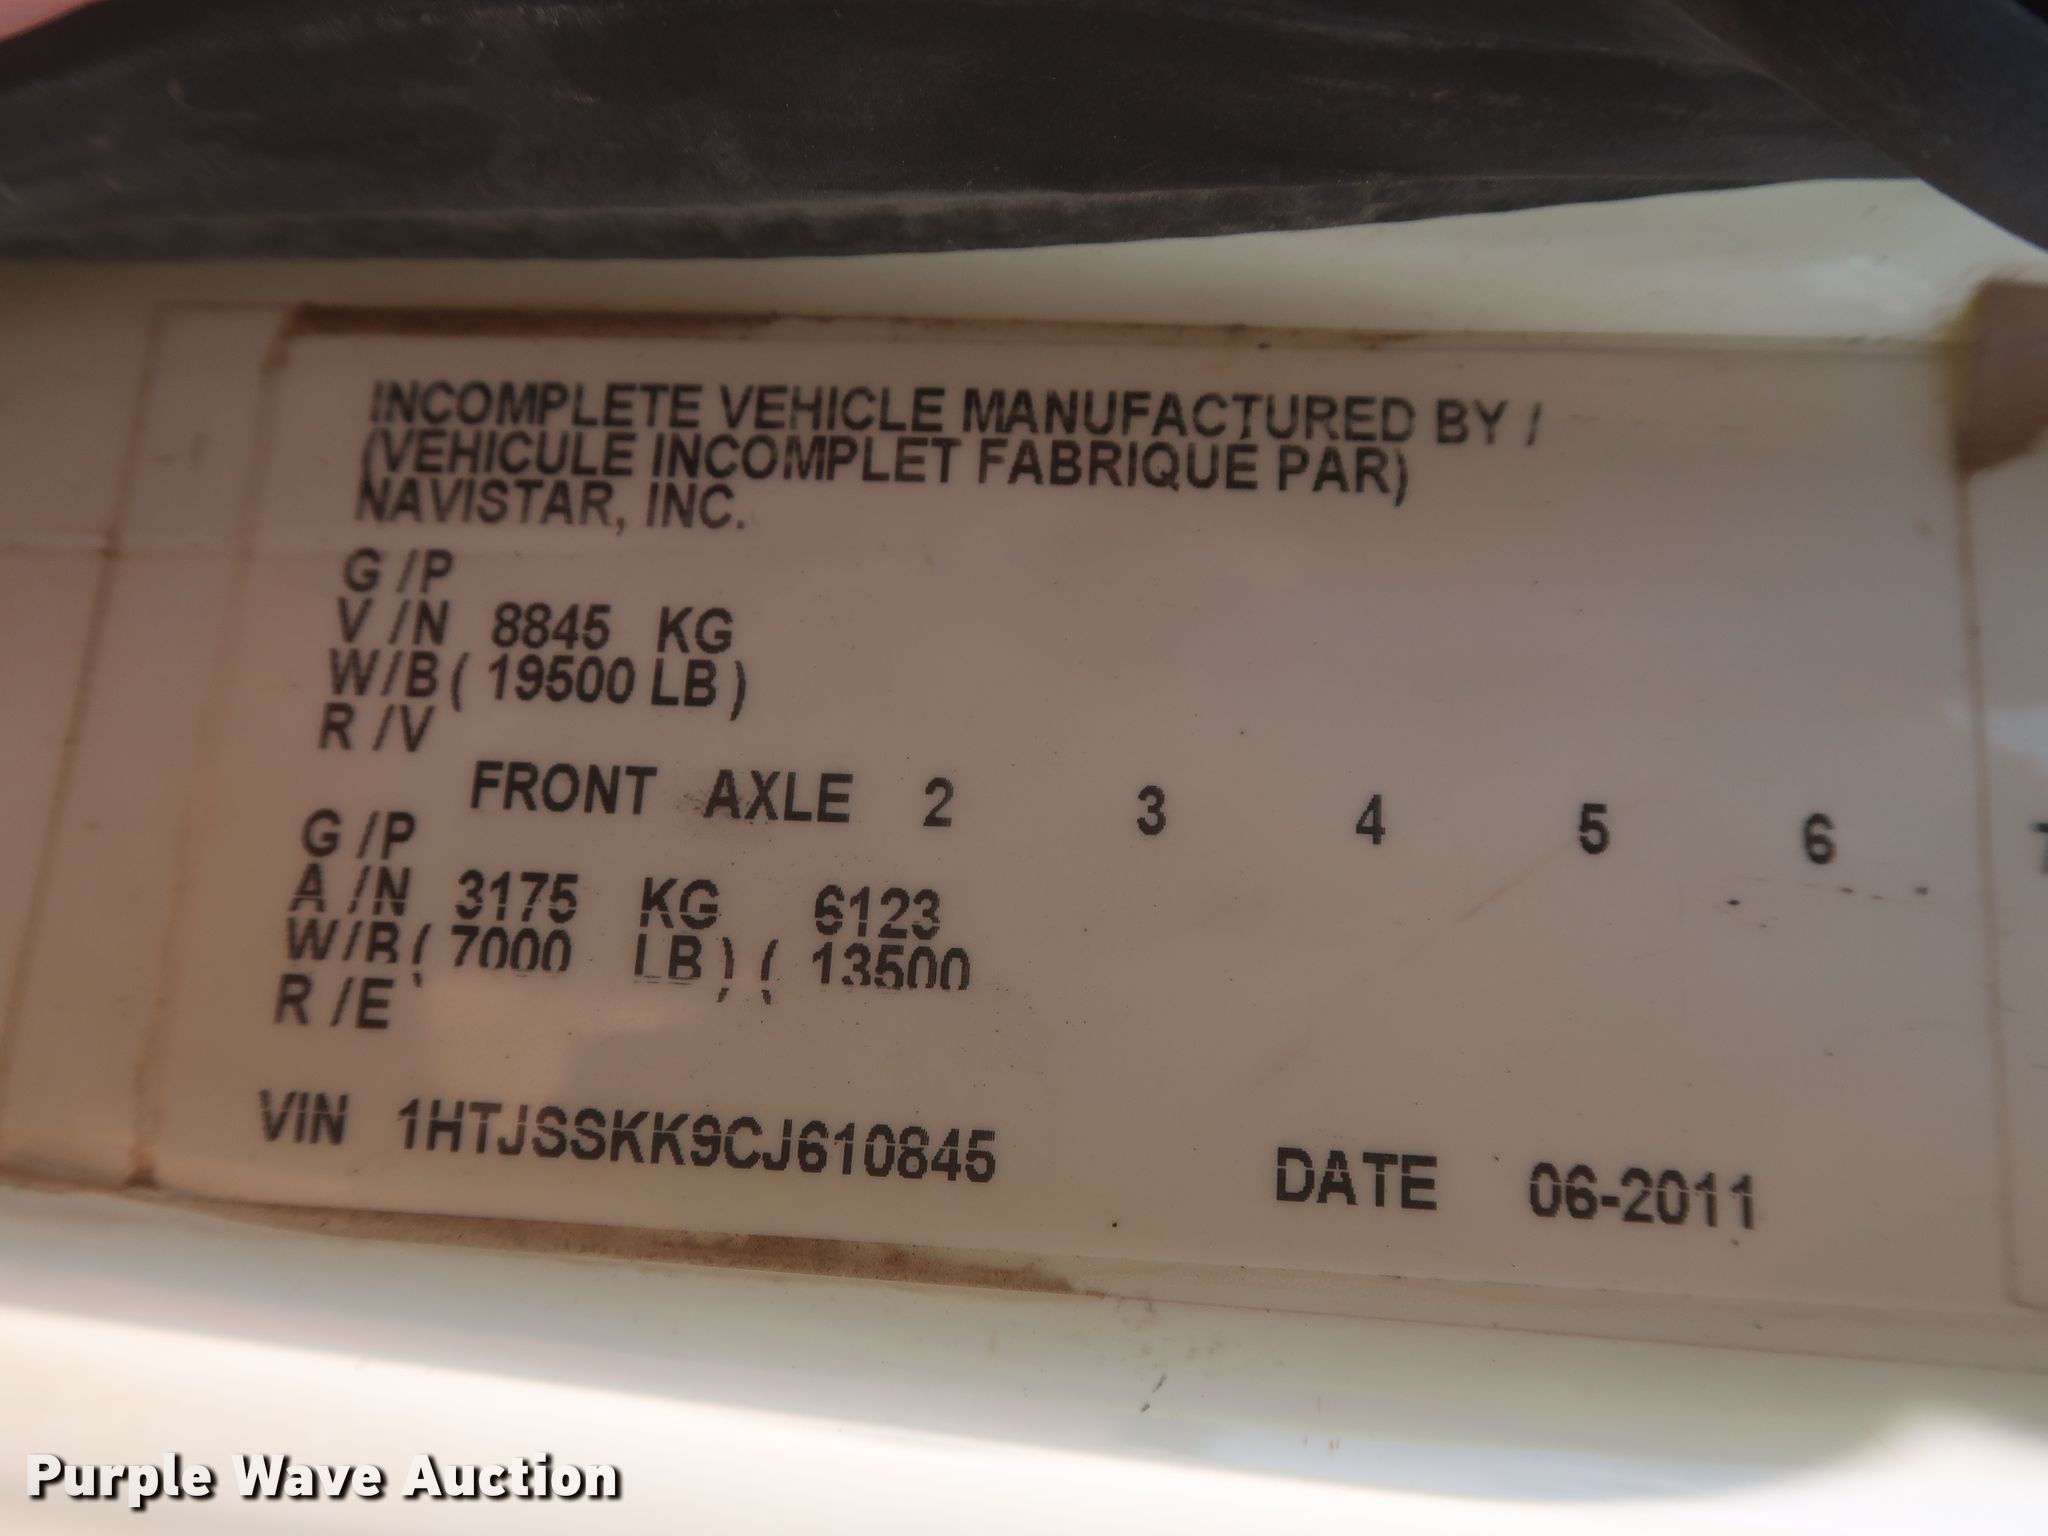 INCOMPLETE VEHICLE MANUFACTURED BY /
(VEHICULE INCOMPLET FABRIQUÉ PAR)
NAVISTAR, INC.
G /P
V /N 8845 KG
W/B ( 19500 LB )
R /V
FRONT AXLE 2 3 4 5 6
G /P
A /N 3175 KG 6123
W/B ( 7000 LB ) ( 13500
R /E
VIN 1HTJSSKK9CJ610845 DATE 06-2011
Purple Wave Auction